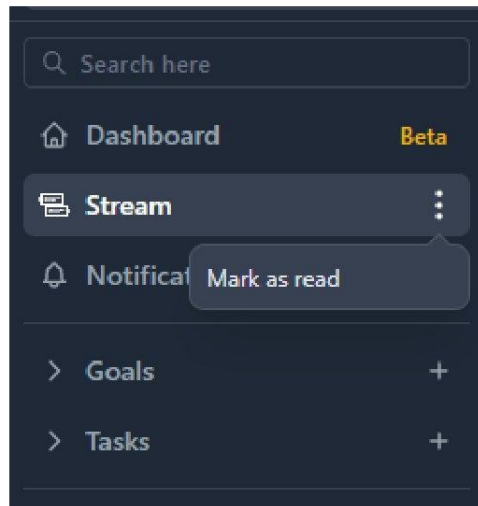 Search here
Dashboard Beta
Stream
Notificat
Mark as read
Goals
Tasks